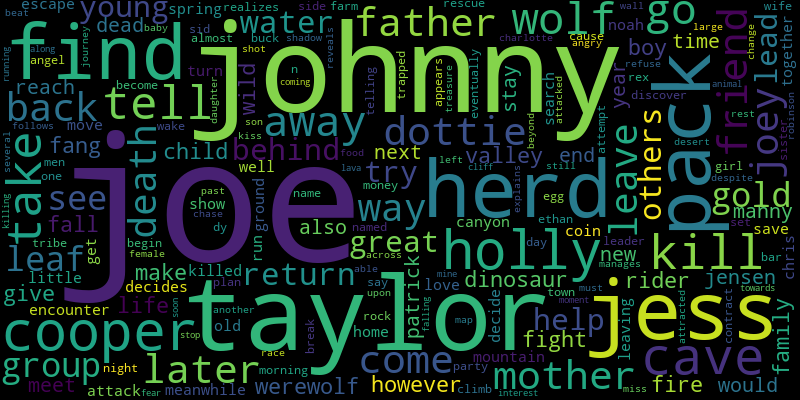 escape young spring realizes water father wolf go noah wall wife
beat dead baby sid almost buck shadow reveals side farm rescue boy cause angry large time lead together
running find along journey angel shot johnny trapped charlotte change
reach become turn wild n coming telling appears treasure eventually stay search attacked year refuse rex discover animal friend
back tell daughter away dottie beyond attempt others pack rest joey sister robinson
several follows move wake son kiss behind food lava next valley end desert girl despite
take fang men one child well try left cliff still leave gold
killing see death joe past show chase name money way herd egg explains also named canyon ethan coin set manny save
fall tribe begin female dy ground run great across holly new leader manages kill chris
leaf get little make killed return able say upon love mine day dinosaur town must rider jensen bar
give decides plan patrick falling rock home taylor decide jess moment towards
encounter life another soon old stop break map leaving help attracted contract family
cooper group later race come fight mountain cave
meet night morning however climb party mother fire would miss
attack fear meanwhile werewolf interest